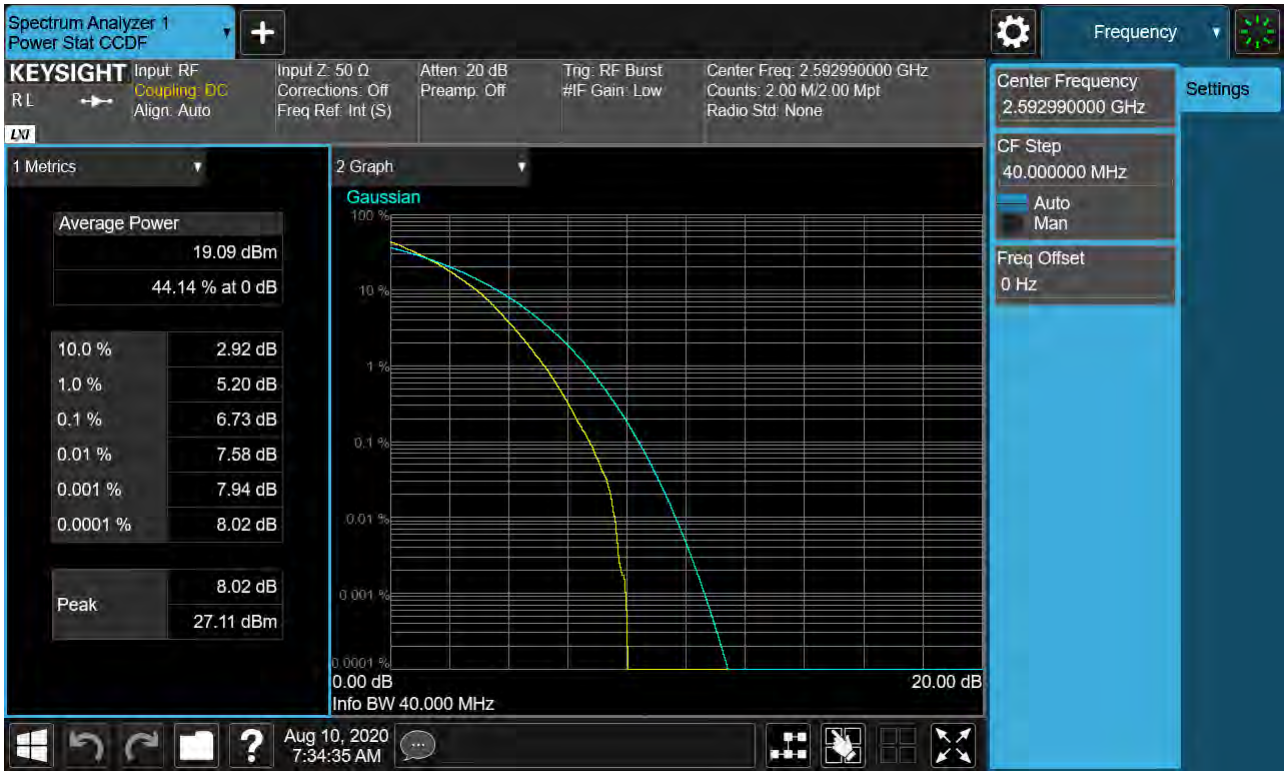 Spectrum Analyzer 1
Power Stat CCDF
+
Frequency
KEYSIGHT
R L
LXI
Input: RF
Coupling: DC
Align: Auto
Input Z: 50 Ω
Corrections: Off
Freq Ref: Int (S)
Atten: 20 dB
Preamp: Off
Trig: RF Burst
#IF Gain: Low
Center Freq: 2.592990000 GHz
Counts: 2.00 M/2.00 Mpt
Radio Std: None
Center Frequency
2.592990000 GHz
Settings
CF Step
40.000000 MHz
Auto
Man
Freq Offset
0 Hz
1 Metrics
Average Power
19.09 dBm
44.14 % at 0 dB
10.0 % 2.92 dB
1.0 % 5.20 dB
0.1 % 6.73 dB
0.01 % 7.58 dB
0.001 % 7.94 dB
0.0001 % 8.02 dB
Peak
8.02 dB
27.11 dBm
2 Graph
Gaussian
100 %
10 %
1 %
0.1 %
0.01 %
0.001 %
0.0001 %
0.00 dB 20.00 dB
Info BW 40.000 MHz
?
Aug 10, 2020
7:34:35 AM